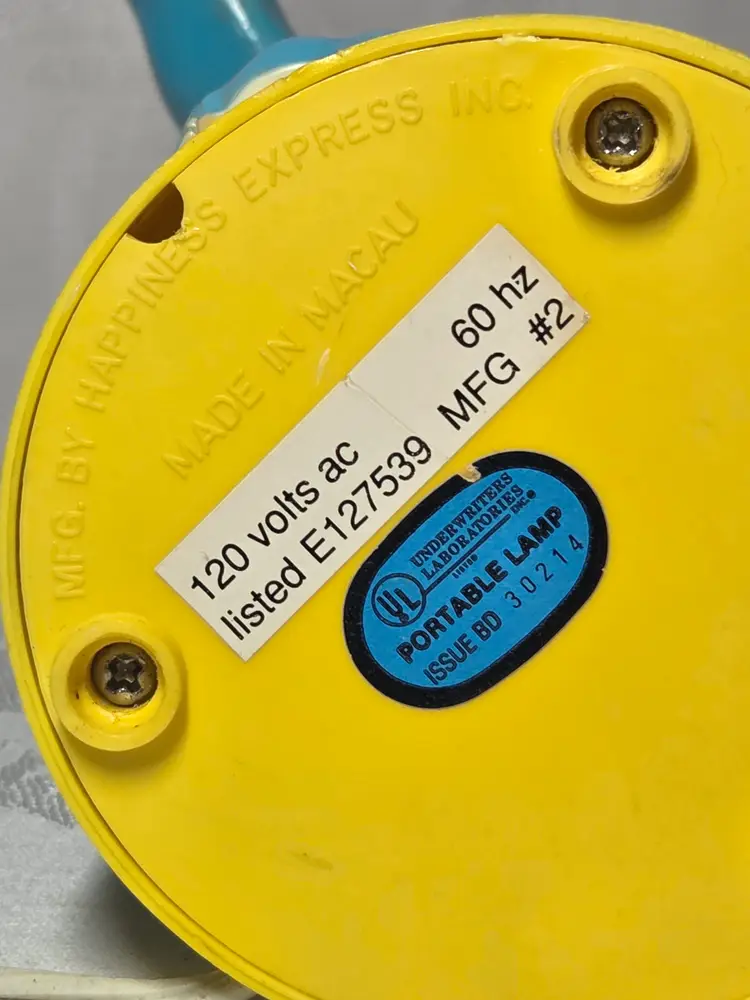 MFG. BY HAPPINESS EXPRESS INC.
MADE IN MACAU
120 volts ac 60 hz
listed E127539 MFG #2
UNDERWRITERS
LABORATORIES
INC.®
LISTED
UL
PORTABLE LAMP
ISSUE BD 30214